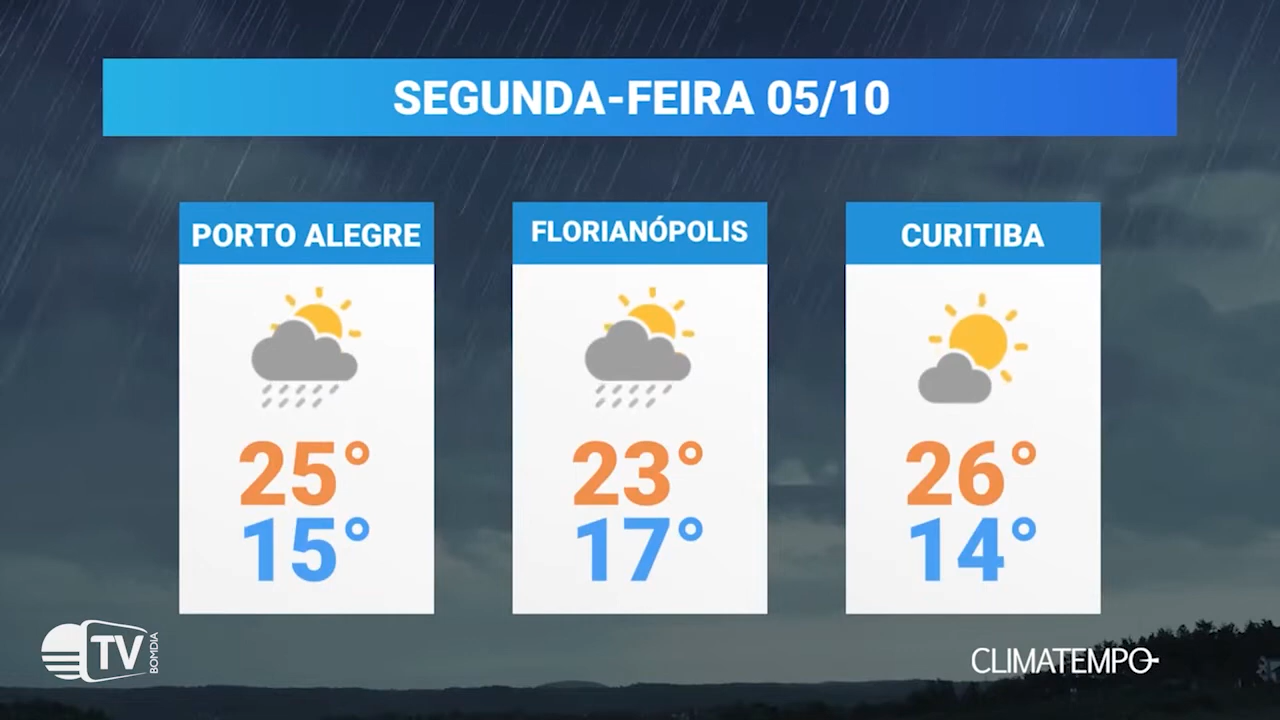 SEGUNDA-FEIRA 05/10
PORTO ALEGRE
25°
15°
FLORIANÓPOLIS
23°
17°
CURITIBA
26°
14°
TV
BOMDIA
CLIMATEMPO